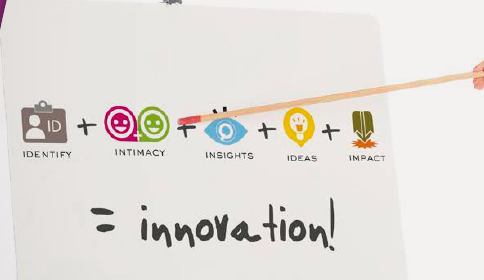 ID
+ + + +
IDENTIFY INTIMACY INSIGHTS IDEAS IMPACT
= innovation!